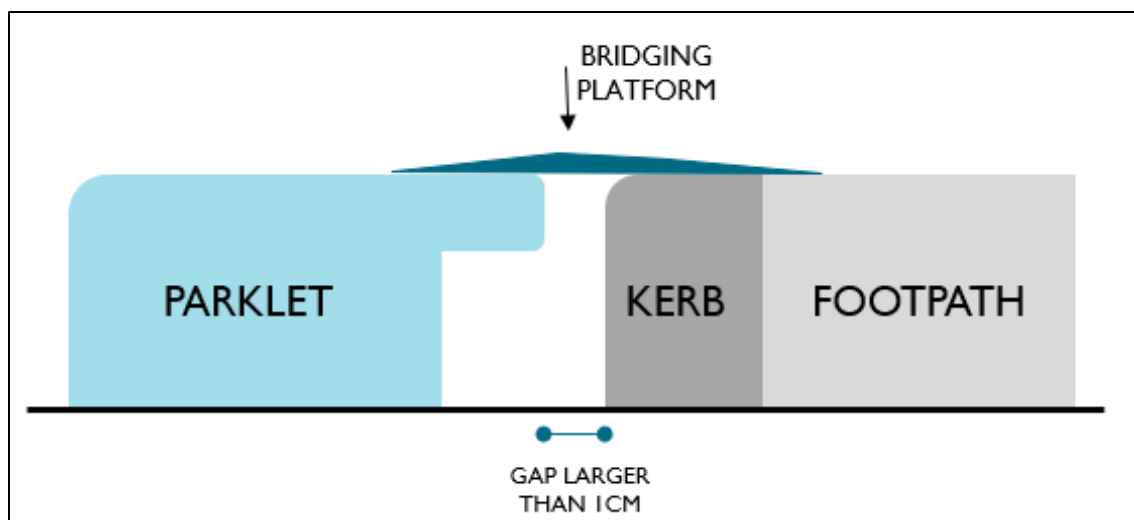 BRIDGING
PLATFORM
PARKLET
KERB
FOOTPATH
GAP LARGER
THAN 1CM